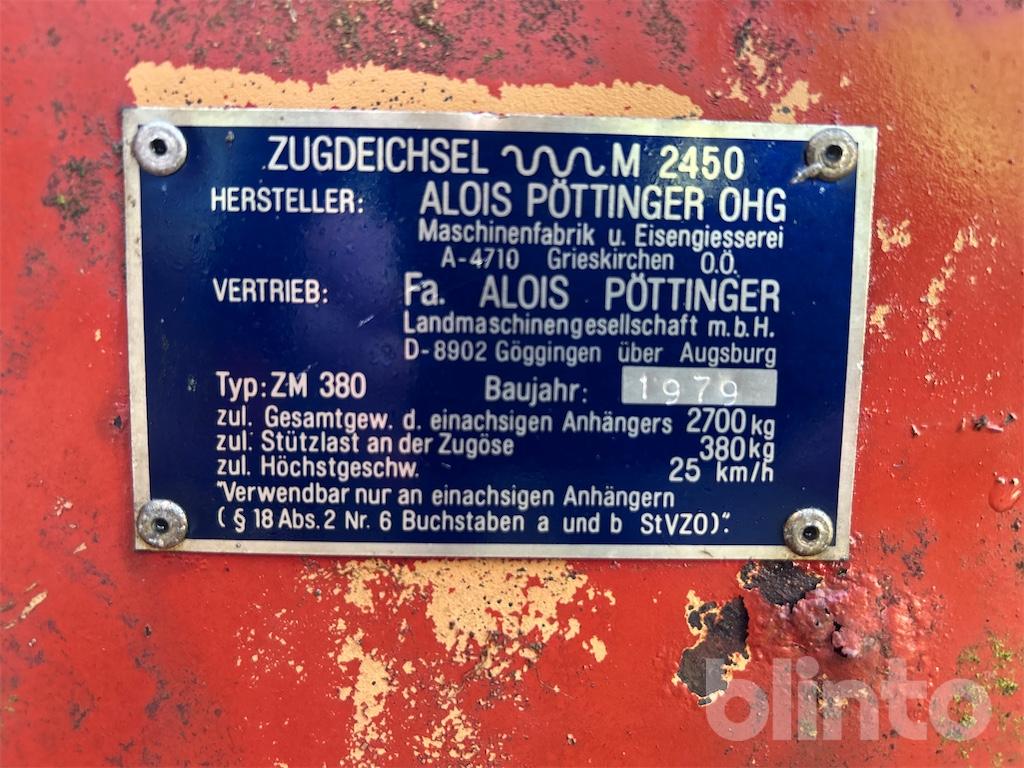 ZUGDEICHSEL M 2450
HERSTELLER: ALOIS PÖTTINGER OHG
Maschinenfabrik u. Eisengiesserei
A-4710 Grieskirchen O.Ö.
VERTRIEB: Fa. ALOIS PÖTTINGER
Landmaschinengesellschaft m.b.H.
D-8902 Göggingen über Augsburg
Typ: ZM 380 Baujahr: 1979
zul. Gesamtgew. d. einachsigen Anhängers 2700 kg
zul. Stützlast an der Zugöse 380 kg
zul. Höchstgeschw. 25 km/h
"Verwendbar nur an einachsigen Anhängern
(§ 18 Abs. 2 Nr. 6 Buchstaben a und b StVZO)".
blinto